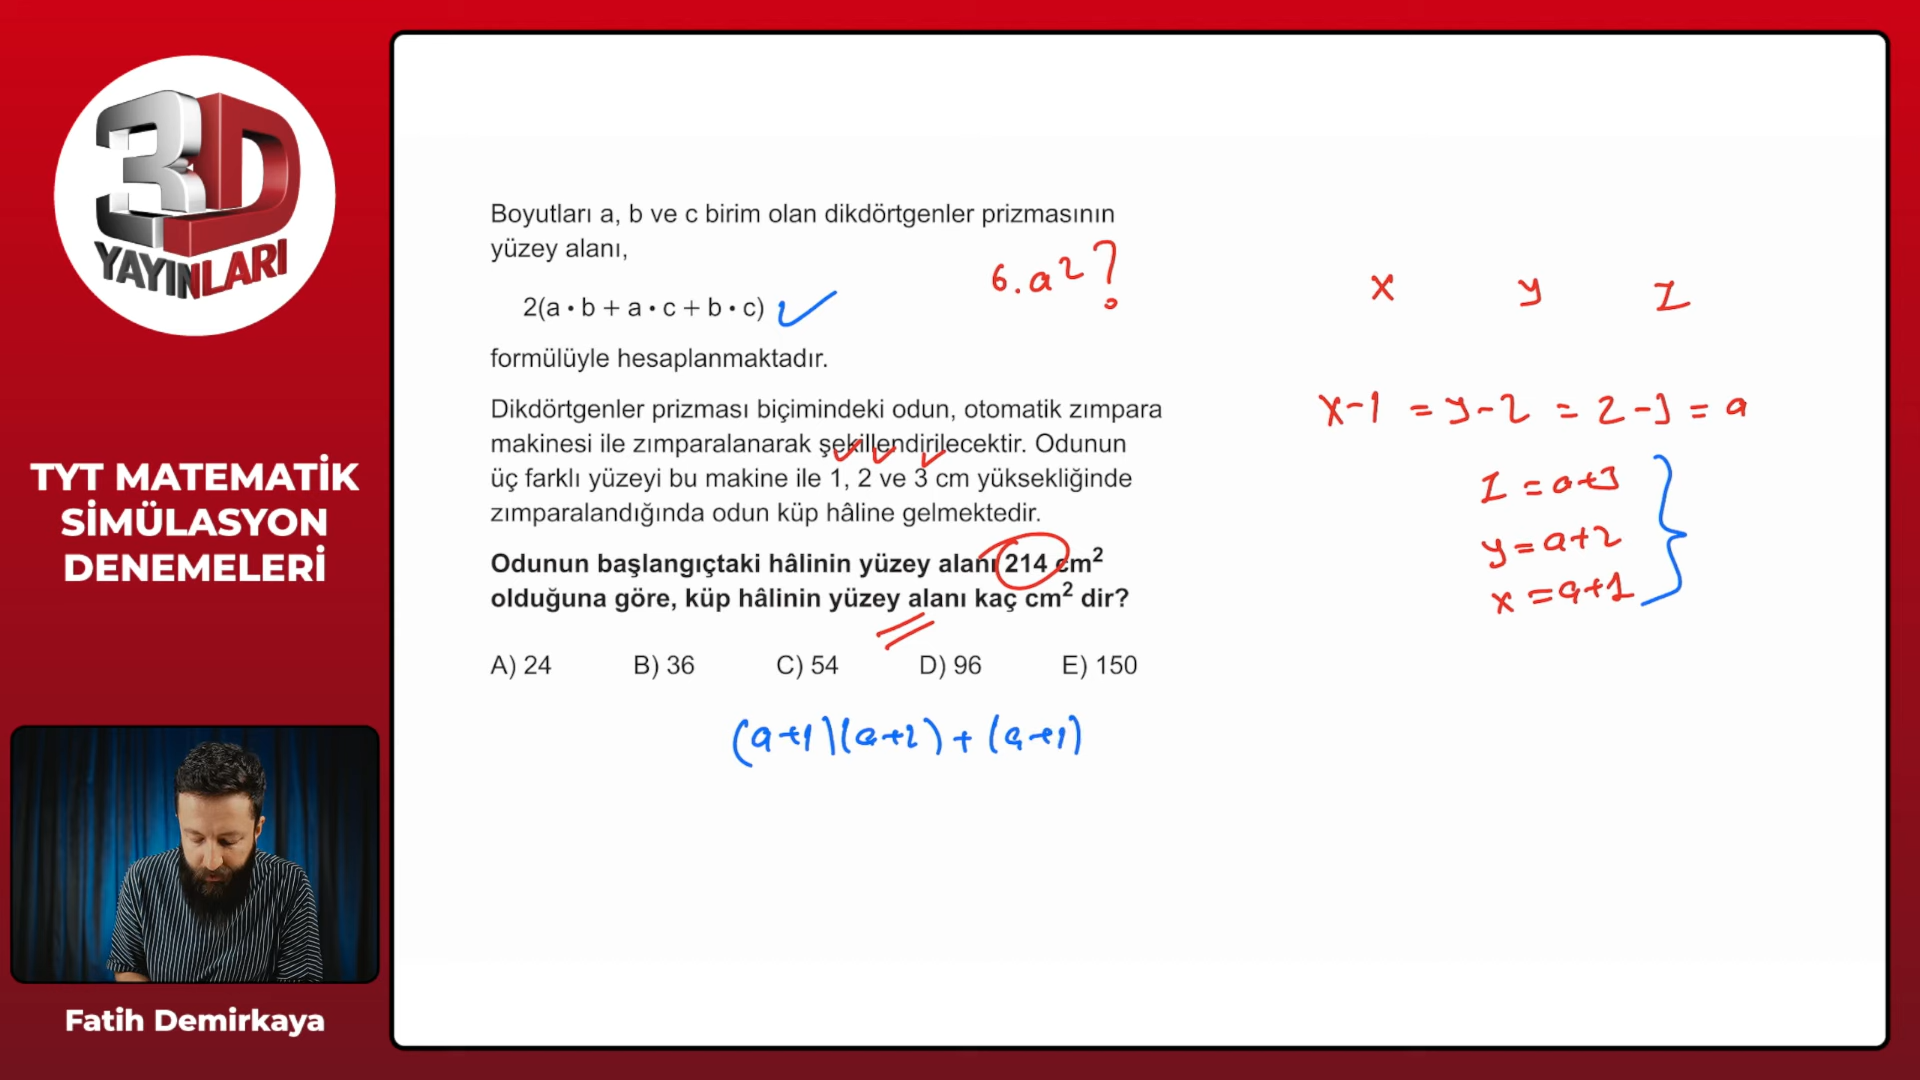 3D
YAYINLARI
TYT MATEMATİK
SİMÜLASYON
DENEMELERİ
Fatih Demirkaya
Boyutları a, b ve c birim olan dikdörtgenler prizmasının
yüzey alanı,
2(a • b + a • c + b • c)
formülüyle hesaplanmaktadır.
Dikdörtgenler prizması biçimindeki odun, otomatik zımpara
makinesi ile zımparalanarak şekillendirilecektir. Odunun
üç farklı yüzeyi bu makine ile 1, 2 ve 3 cm yüksekliğinde
zımparalandığında odun küp hâline gelmektedir.
Odunun başlangıçtaki hâlinin yüzey alanı 214 cm²
olduğuna göre, küp hâlinin yüzey alanı kaç cm² dir?
A) 24 B) 36 C) 54 D) 96 E) 150
6.a² ?
(a+1)(a+2)+(a+1)
x y z
x-1 = y-2 = z-3 = a
z = a+3
y = a+2
x = a+1